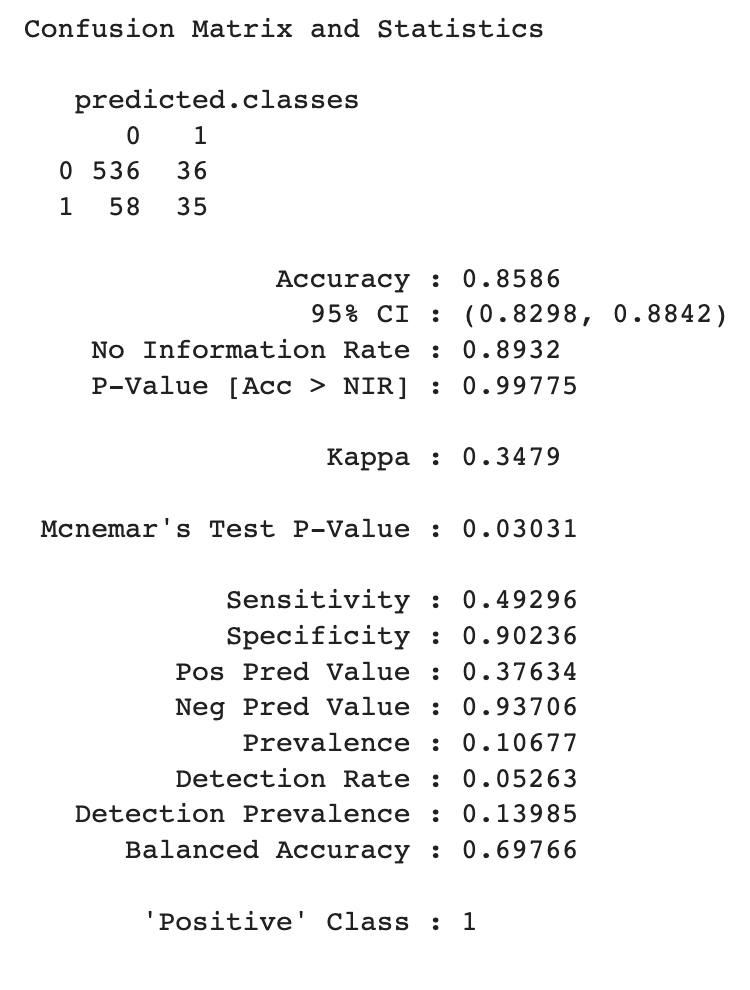 Confusion Matrix and Statistics
predicted.classes
0 1
0 536 36
1 58 35
Accuracy : 0.8586
95% CI : (0.8298, 0.8842)
No Information Rate : 0.8932
P-Value [Acc > NIR] : 0.99775
Kappa : 0.3479
Mcnemar's Test P-Value : 0.03031
Sensitivity : 0.49296
Specificity : 0.90236
Pos Pred Value : 0.37634
Neg Pred Value : 0.93706
Prevalence : 0.10677
Detection Rate : 0.05263
Detection Prevalence : 0.13985
Balanced Accuracy : 0.69766
'Positive' Class : 1